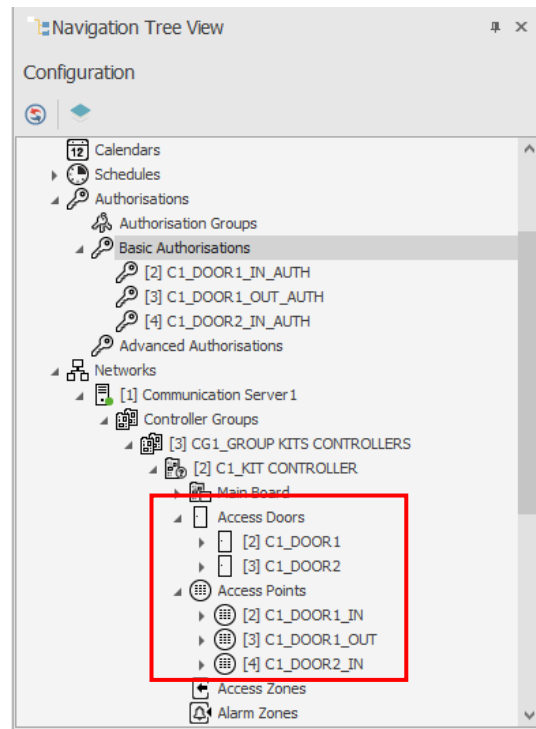 Navigation Tree View
Configuration
12 Calendars
Schedules
Authorisations
Authorisation Groups
Basic Authorisations
[2] C1_DOOR1_IN_AUTH
[3] C1_DOOR1_OUT_AUTH
[4] C1_DOOR2_IN_AUTH
Advanced Authorisations
Networks
[1] Communication Server1
Controller Groups
[3] CG1_GROUP KITS CONTROLLERS
[2] C1_KIT CONTROLLER
Main Board
Access Doors
[2] C1_DOOR1
[3] C1_DOOR2
Access Points
[2] C1_DOOR1_IN
[3] C1_DOOR1_OUT
[4] C1_DOOR2_IN
Access Zones
Alarm Zones